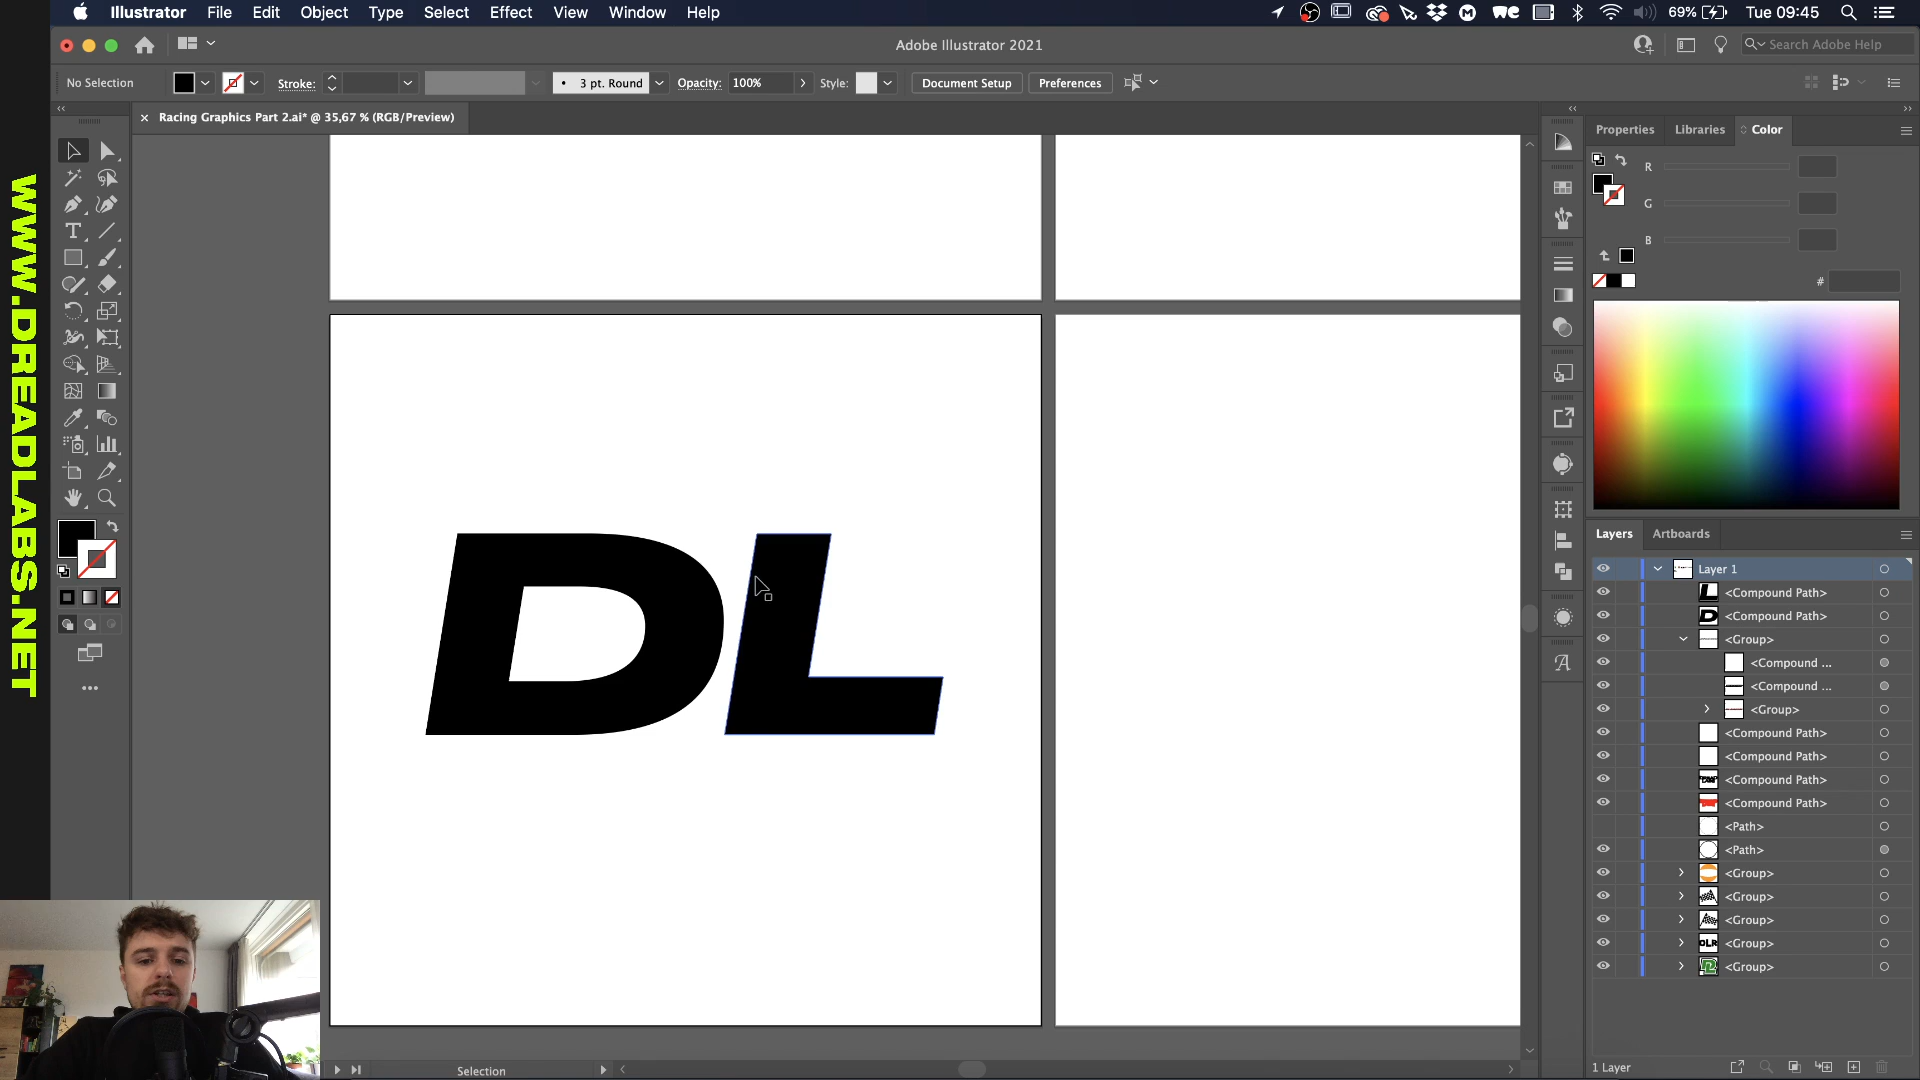 Illustrator File Edit Object Type Select Effect View Window Help
69% Tue 09:45
Adobe Illustrator 2021
Search Adobe Help
No Selection
Stroke:
3 pt. Round
Opacity: 100%
Style:
Document Setup
Preferences
× Racing Graphics Part 2.ai* @ 35,67 % (RGB/Preview)
Properties Libraries Color
R
G
B
#
WWW.DREADLABS.NET
DL
Layers Artboards
Layer 1
<Compound Path>
<Compound Path>
<Group>
<Compound ...
<Compound ...
<Group>
<Compound Path>
<Compound Path>
<Compound Path>
<Compound Path>
<Path>
<Path>
<Group>
<Group>
<Group>
DLR <Group>
<Group>
Selection
1 Layer